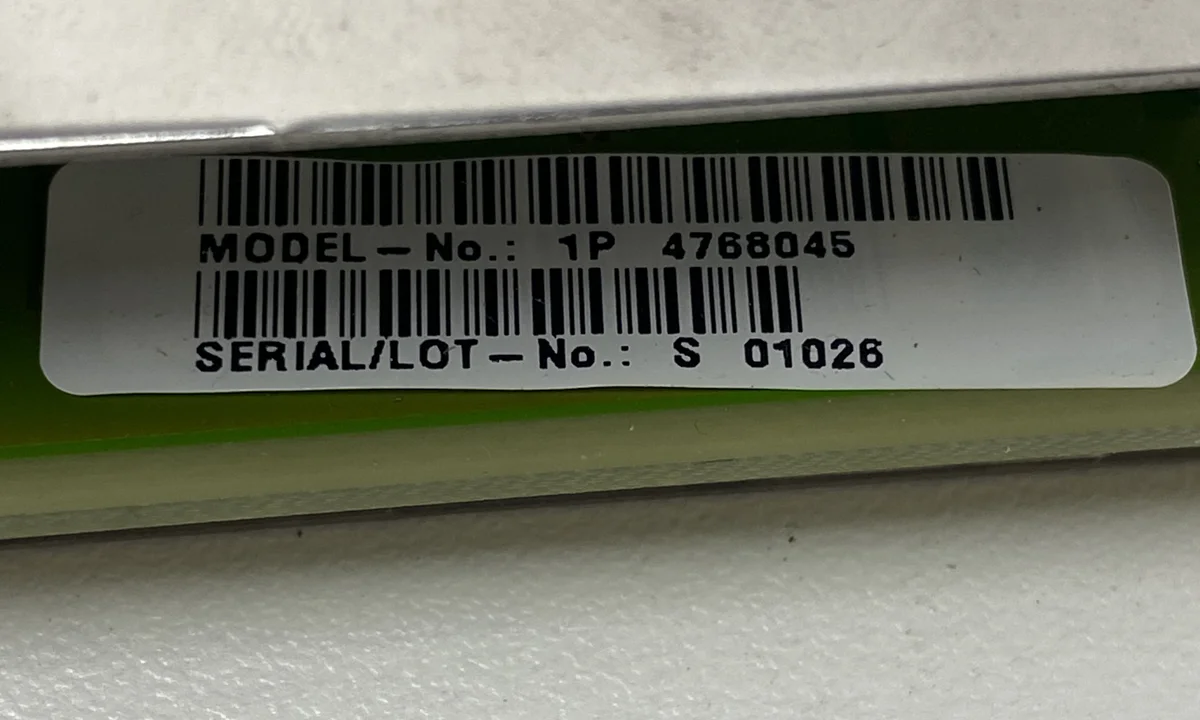 MODEL-No.: 1P 4768045
SERIAL/LOT-No.: S 01026